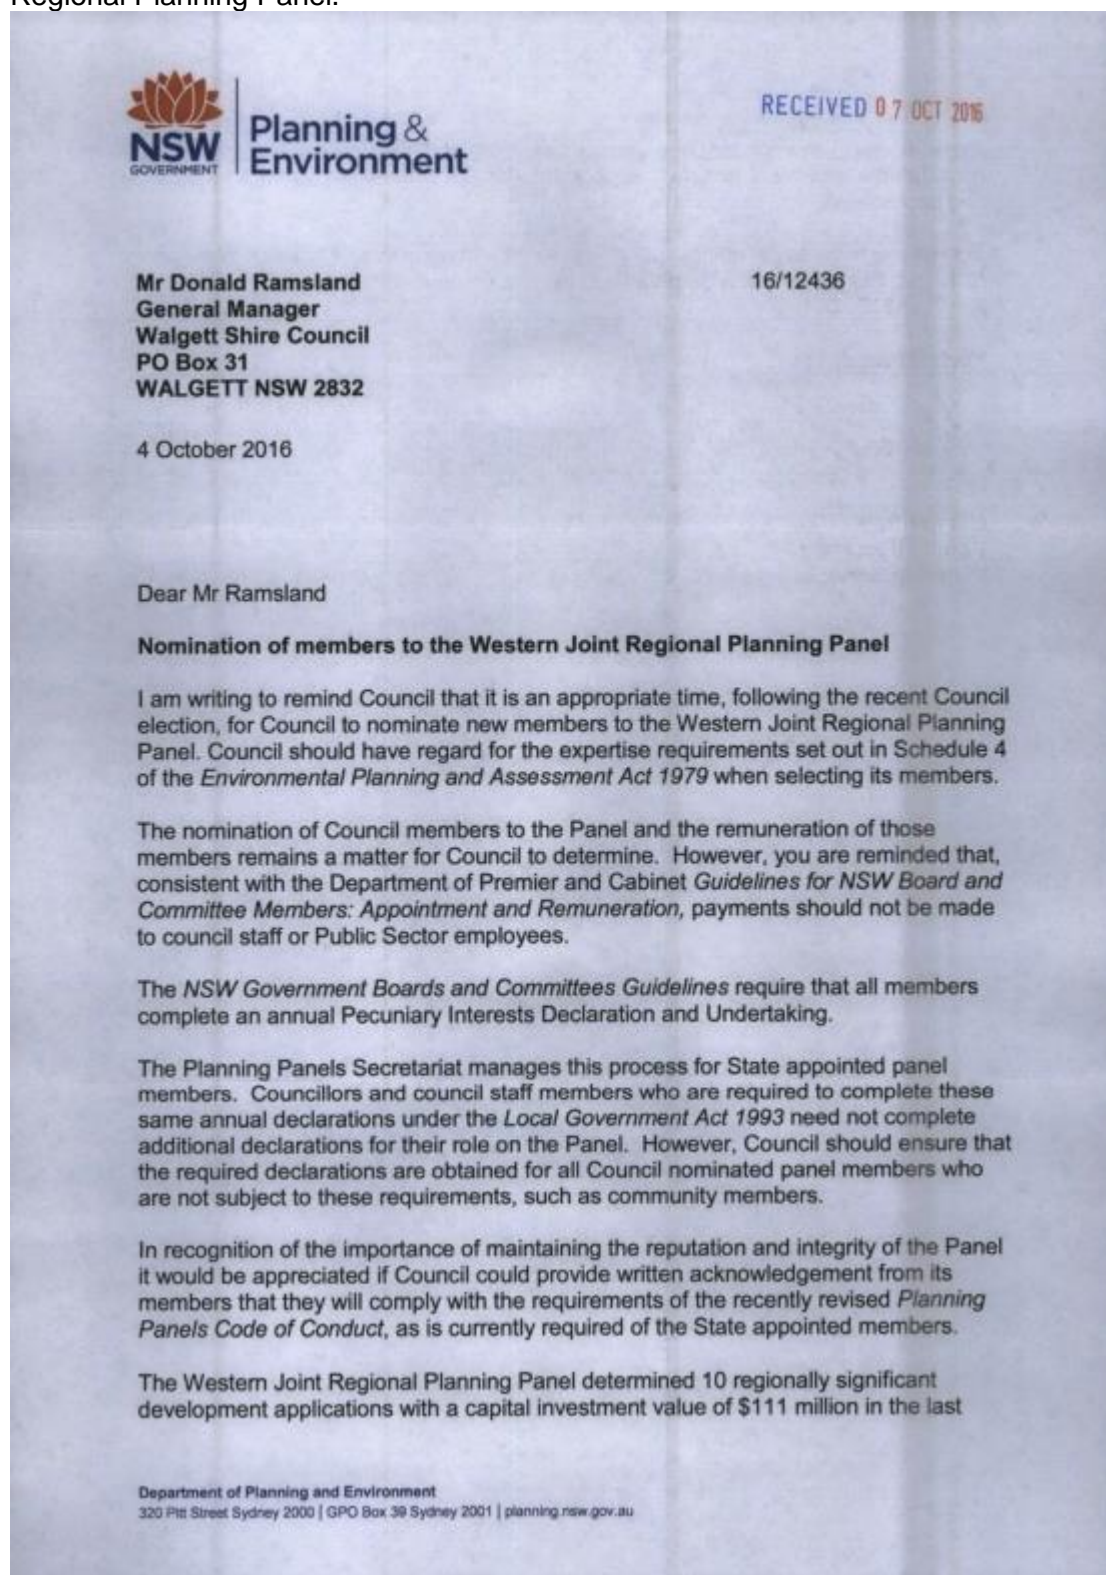 Regional Planning Panel.
NSW
GOVERNMENT
Planning &
Environment
RECEIVED 07 OCT 2016
Mr Donald Ramsland
General Manager
Walgett Shire Council
PO Box 31
WALGETT NSW 2832
16/12436
4 October 2016
Dear Mr Ramsland
Nomination of members to the Western Joint Regional Planning Panel
I am writing to remind Council that it is an appropriate time, following the recent Council
election, for Council to nominate new members to the Western Joint Regional Planning
Panel. Council should have regard for the expertise requirements set out in Schedule 4
of the Environmental Planning and Assessment Act 1979 when selecting its members.
The nomination of Council members to the Panel and the remuneration of those
members remains a matter for Council to determine. However, you are reminded that,
consistent with the Department of Premier and Cabinet Guidelines for NSW Board and
Committee Members: Appointment and Remuneration, payments should not be made
to council staff or Public Sector employees.
The NSW Government Boards and Committees Guidelines require that all members
complete an annual Pecuniary Interests Declaration and Undertaking.
The Planning Panels Secretariat manages this process for State appointed panel
members. Councillors and council staff members who are required to complete these
same annual declarations under the Local Government Act 1993 need not complete
additional declarations for their role on the Panel. However, Council should ensure that
the required declarations are obtained for all Council nominated panel members who
are not subject to these requirements, such as community members.
In recognition of the importance of maintaining the reputation and integrity of the Panel
it would be appreciated if Council could provide written acknowledgement from its
members that they will comply with the requirements of the recently revised Planning
Panels Code of Conduct, as is currently required of the State appointed members.
The Western Joint Regional Planning Panel determined 10 regionally significant
development applications with a capital investment value of $111 million in the last
Department of Planning and Environment
320 Pitt Street Sydney 2000 | GPO Box 39 Sydney 2001 | planning.nsw.gov.au